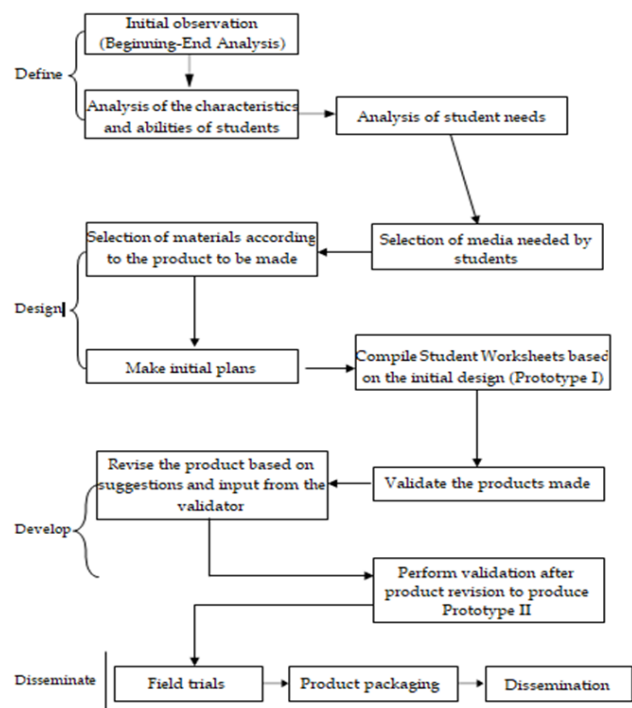 Initial observation
(Beginning-End Analysis)
Define
Analysis of the characteristics
and abilities of students
Analysis of student needs
Selection of materials according
to the product to be made
Selection of media needed by
students
Design
Make initial plans
Compile Student Worksheets based
on the initial design (Prototype I)
Revise the product based on
suggestions and input from the
validator
Validate the products made
Develop
Perform validation after
product revision to produce
Prototype II
Disseminate
Field trials
Product packaging
Dissemination